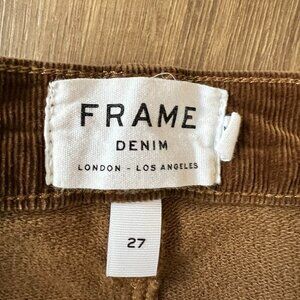 FRAME
DENIM
LONDON - LOS ANGELES
27